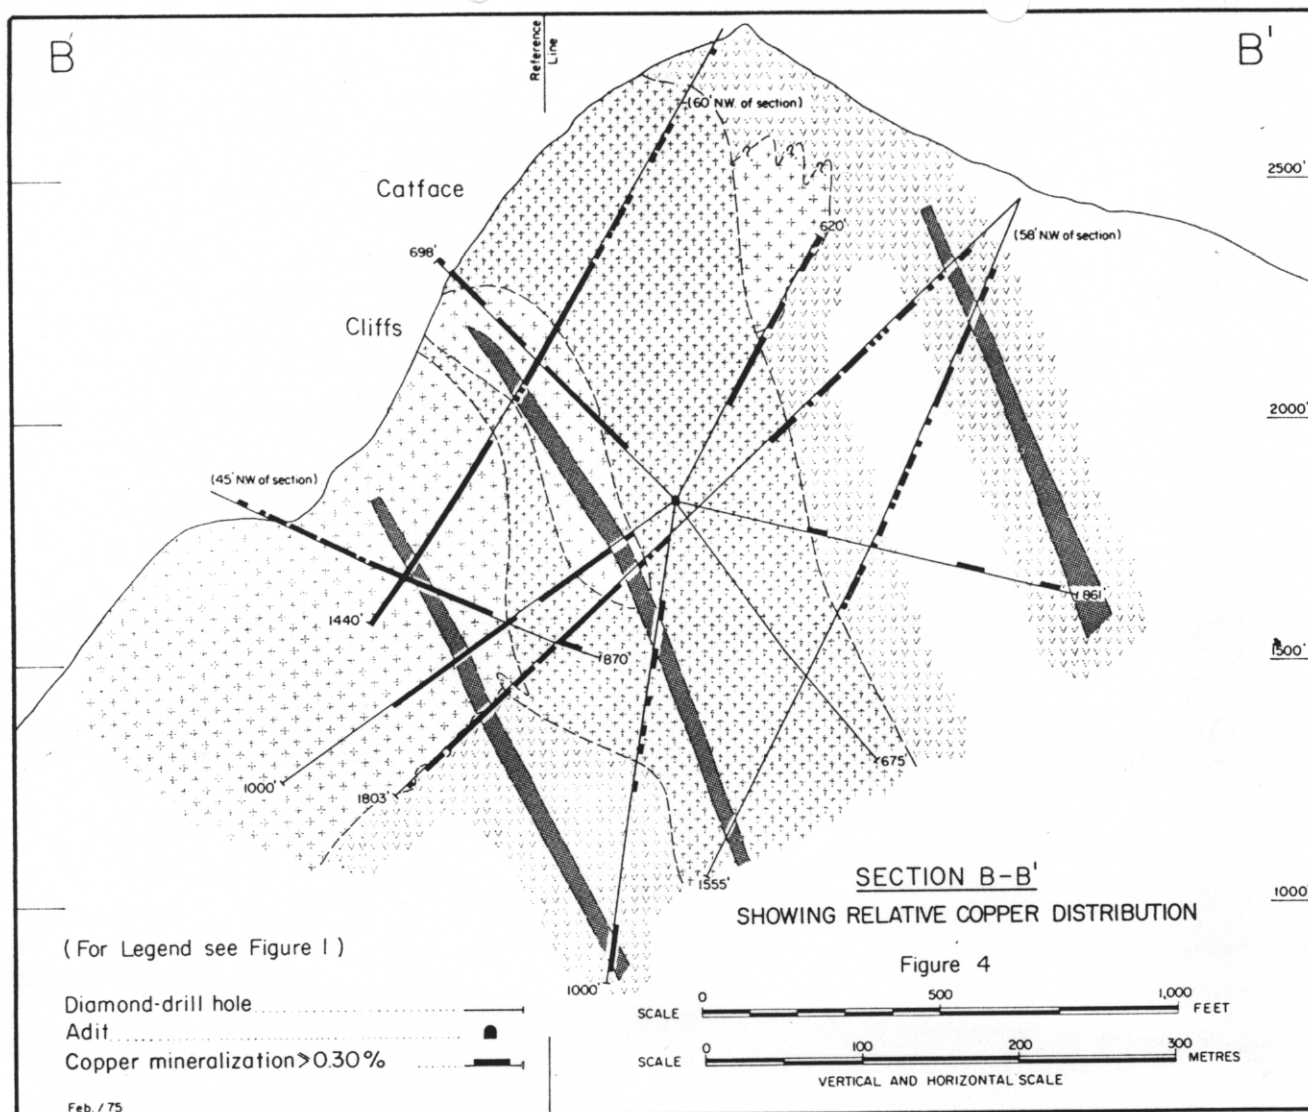 B
B'
Reference
Line
(60' N.W. of section)
2500'
Catface
620'
(58' N.W of section)
698'
Cliffs
2000'
(45' NW of section)
861'
1440'
870'
1500'
675'
1000'
1803'
1555'
1000'
SECTION B-B'
SHOWING RELATIVE COPPER DISTRIBUTION
(For Legend see Figure 1)
Figure 4
1000'
Diamond-drill hole
Adit
Copper mineralization ≥ 0.30%
SCALE 0 500 1,000 FEET
SCALE 0 100 200 300 METRES
VERTICAL AND HORIZONTAL SCALE
Feb. / 75